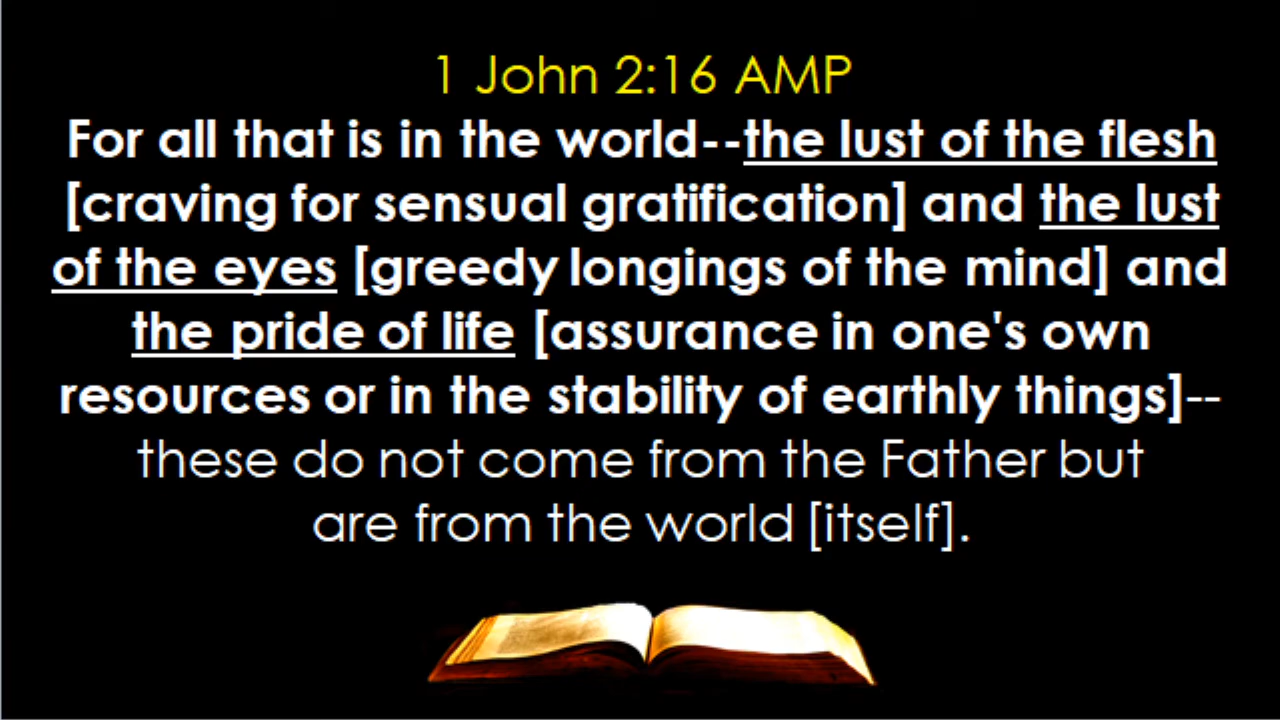 1 John 2:16 AMP
For all that is in the world--the lust of the flesh
[craving for sensual gratification] and the lust
of the eyes [greedy longings of the mind] and
the pride of life [assurance in one's own
resources or in the stability of earthly things]--
these do not come from the Father but
are from the world [itself].